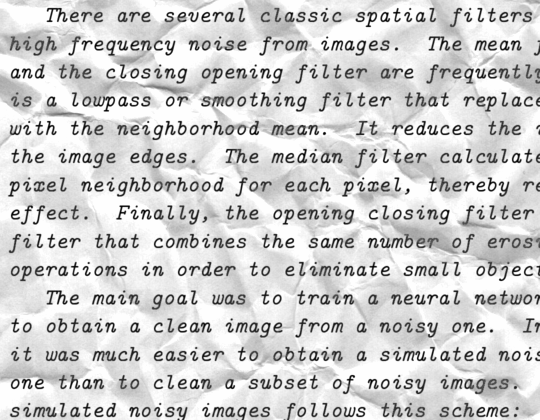 There are several classic spatial filters
high frequency noise from images. The mean
and the closing opening filter are frequently
is a lowpass or smoothing filter that replace
with the neighborhood mean. It reduces the
the image edges. The median filter calculate
pixel neighborhood for each pixel, thereby re
effect. Finally, the opening closing filter
filter that combines the same number of erosi
operations in order to eliminate small object
The main goal was to train a neural networ
to obtain a clean image from a noisy one. In
it was much easier to obtain a simulated nois
one than to clean a subset of noisy images.
simulated noisy images follows this scheme: